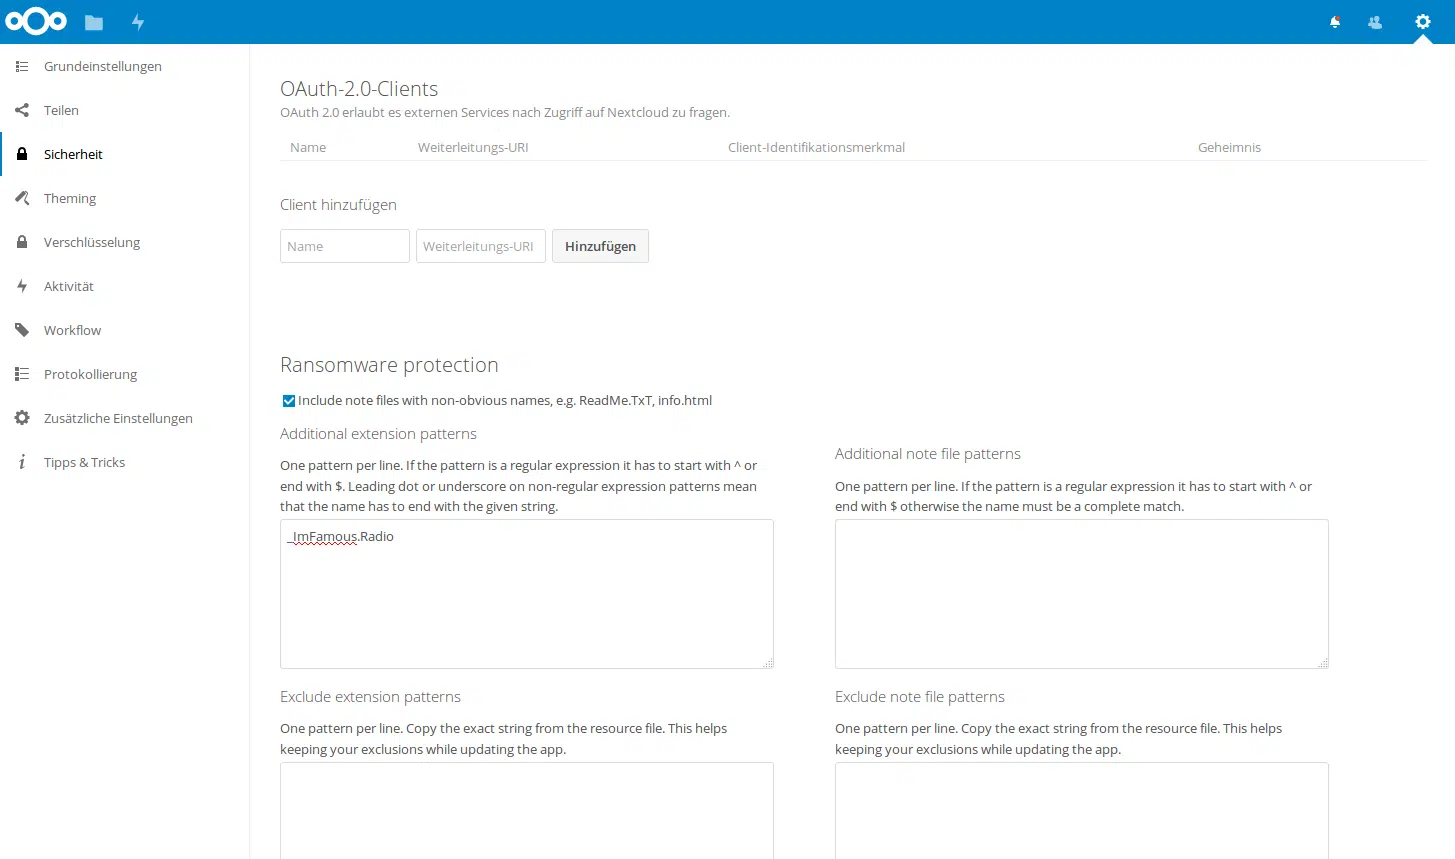 Grundeinstellungen
Teilen
Sicherheit
Theming
Verschlüsselung
Aktivität
Workflow
Protokollierung
Zusätzliche Einstellungen
Tipps & Tricks
OAuth-2.0-Clients
OAuth 2.0 erlaubt es externen Services nach Zugriff auf Nextcloud zu fragen.
Name Weiterleitungs-URI Client-Identifikationsmerkmal Geheimnis
Client hinzufügen
Name Weiterleitungs-URI Hinzufügen
Ransomware protection
Include note files with non-obvious names, e.g. ReadMe.TxT, info.html
Additional extension patterns
One pattern per line. If the pattern is a regular expression it has to start with ^ or
end with $. Leading dot or underscore on non-regular expression patterns mean
that the name has to end with the given string.
_ImFamous.Radio
Additional note file patterns
One pattern per line. If the pattern is a regular expression it has to start with ^ or
end with $ otherwise the name must be a complete match.
Exclude extension patterns
One pattern per line. Copy the exact string from the resource file. This helps
keeping your exclusions while updating the app.
Exclude note file patterns
One pattern per line. Copy the exact string from the resource file. This helps
keeping your exclusions while updating the app.